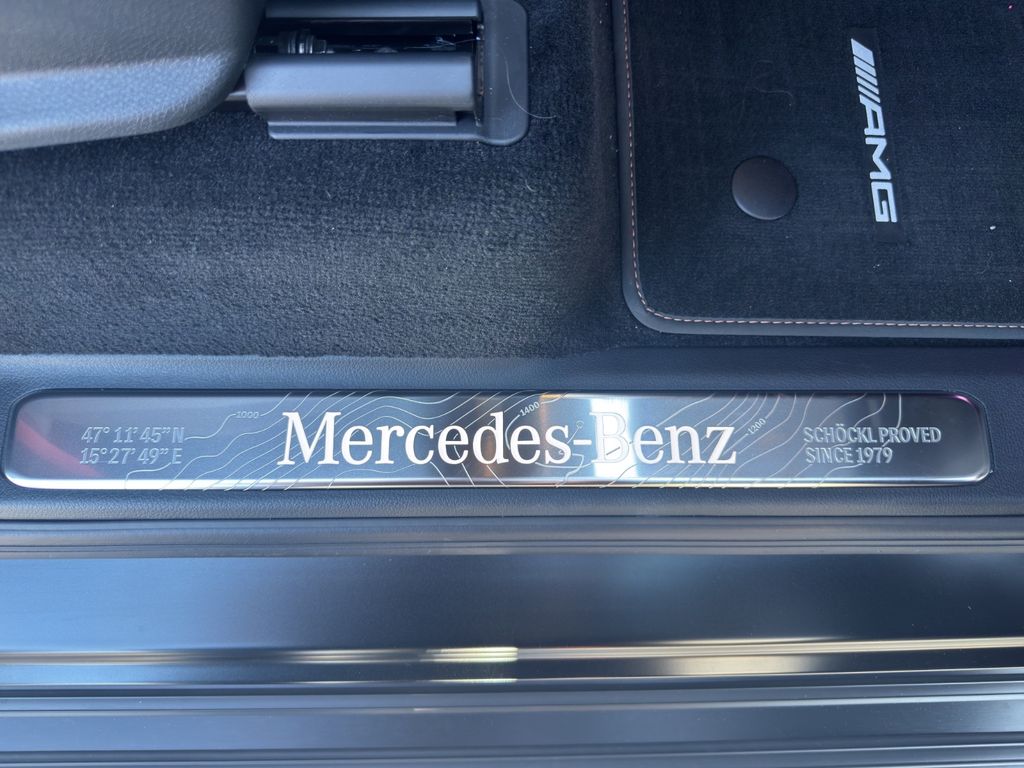 AMG
1000
1400
1200
47° 11' 45" N
15° 27' 49" E
Mercedes-Benz
SCHÖCKL PROVED
SINCE 1979